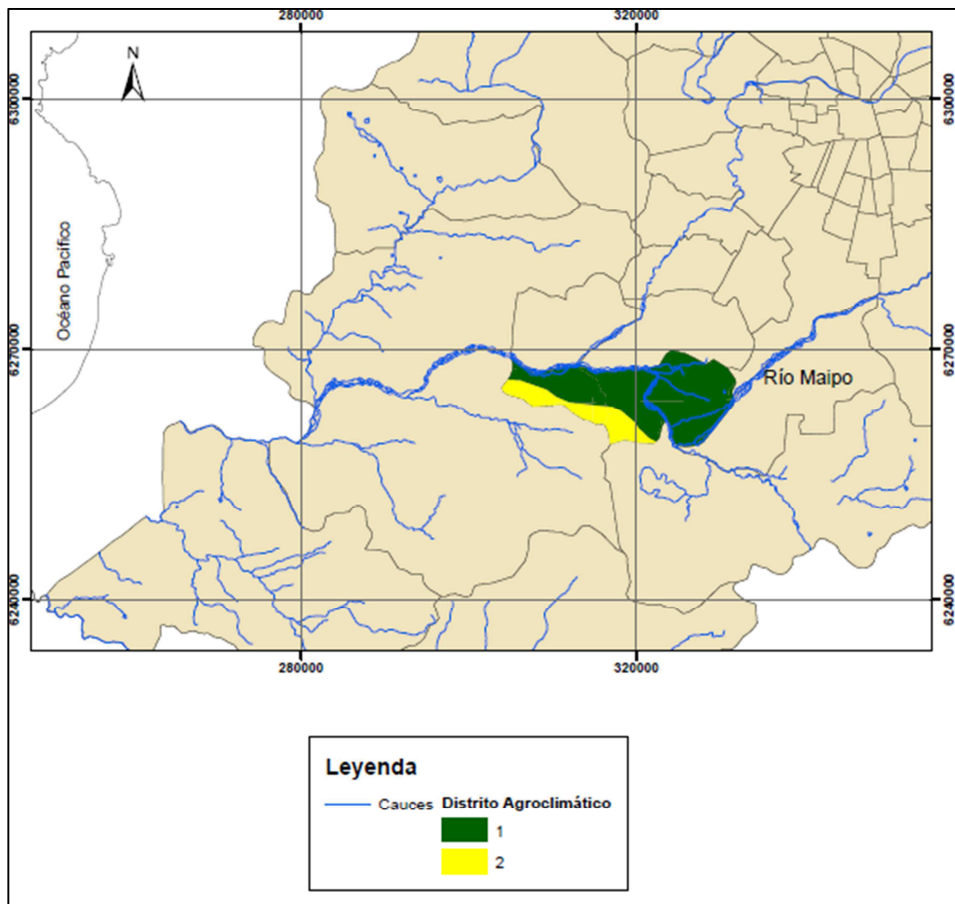 280000 320000
N
6300000 6300000
Océano Pacífico
6270000 6270000
Río Maipo
6240000 6240000
280000 320000
Leyenda
Cauces Distrito Agroclimático
1
2